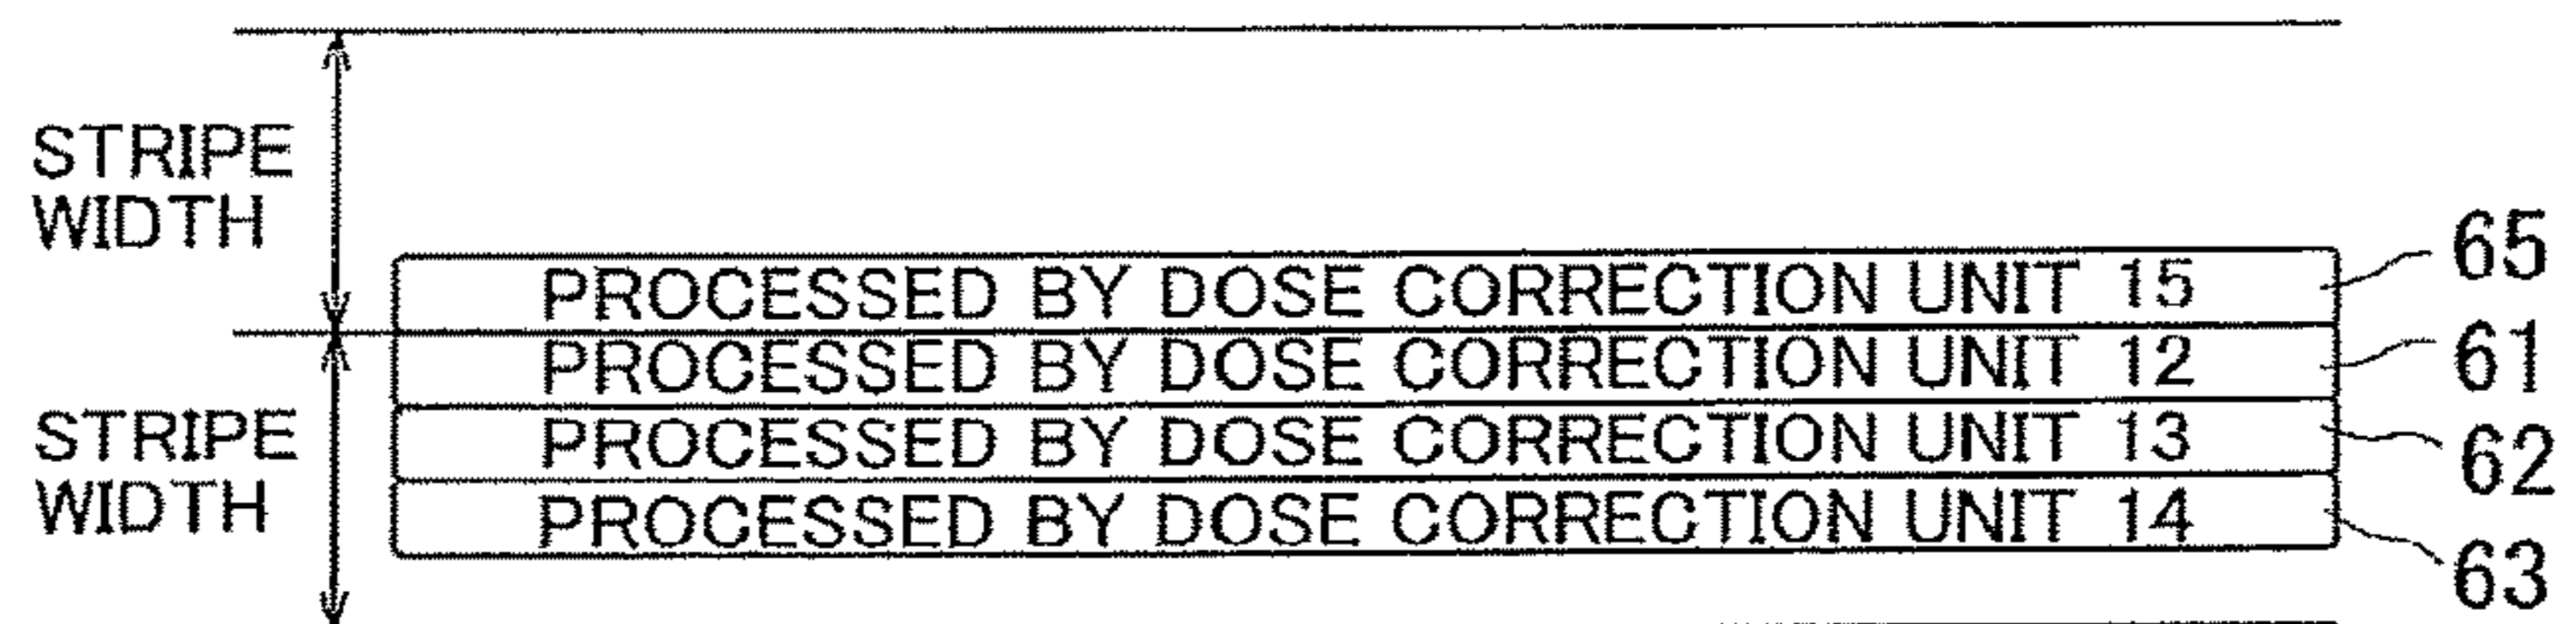 STRIPE
WIDTH
PROCESSED BY DOSE CORRECTION UNIT 15 65
PROCESSED BY DOSE CORRECTION UNIT 12 61
STRIPE
WIDTH
PROCESSED BY DOSE CORRECTION UNIT 13 62
PROCESSED BY DOSE CORRECTION UNIT 14 63